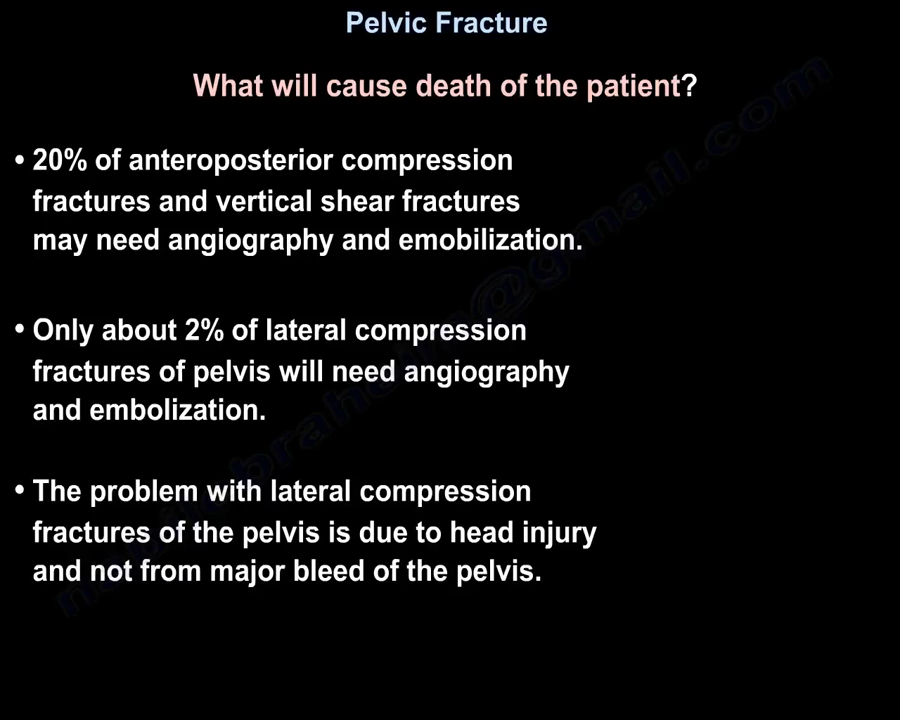 Pelvic Fracture
What will cause death of the patient?
• 20% of anteroposterior compression
fractures and vertical shear fractures
may need angiography and emobilization.
• Only about 2% of lateral compression
fractures of pelvis will need angiography
and embolization.
• The problem with lateral compression
fractures of the pelvis is due to head injury
and not from major bleed of the pelvis.